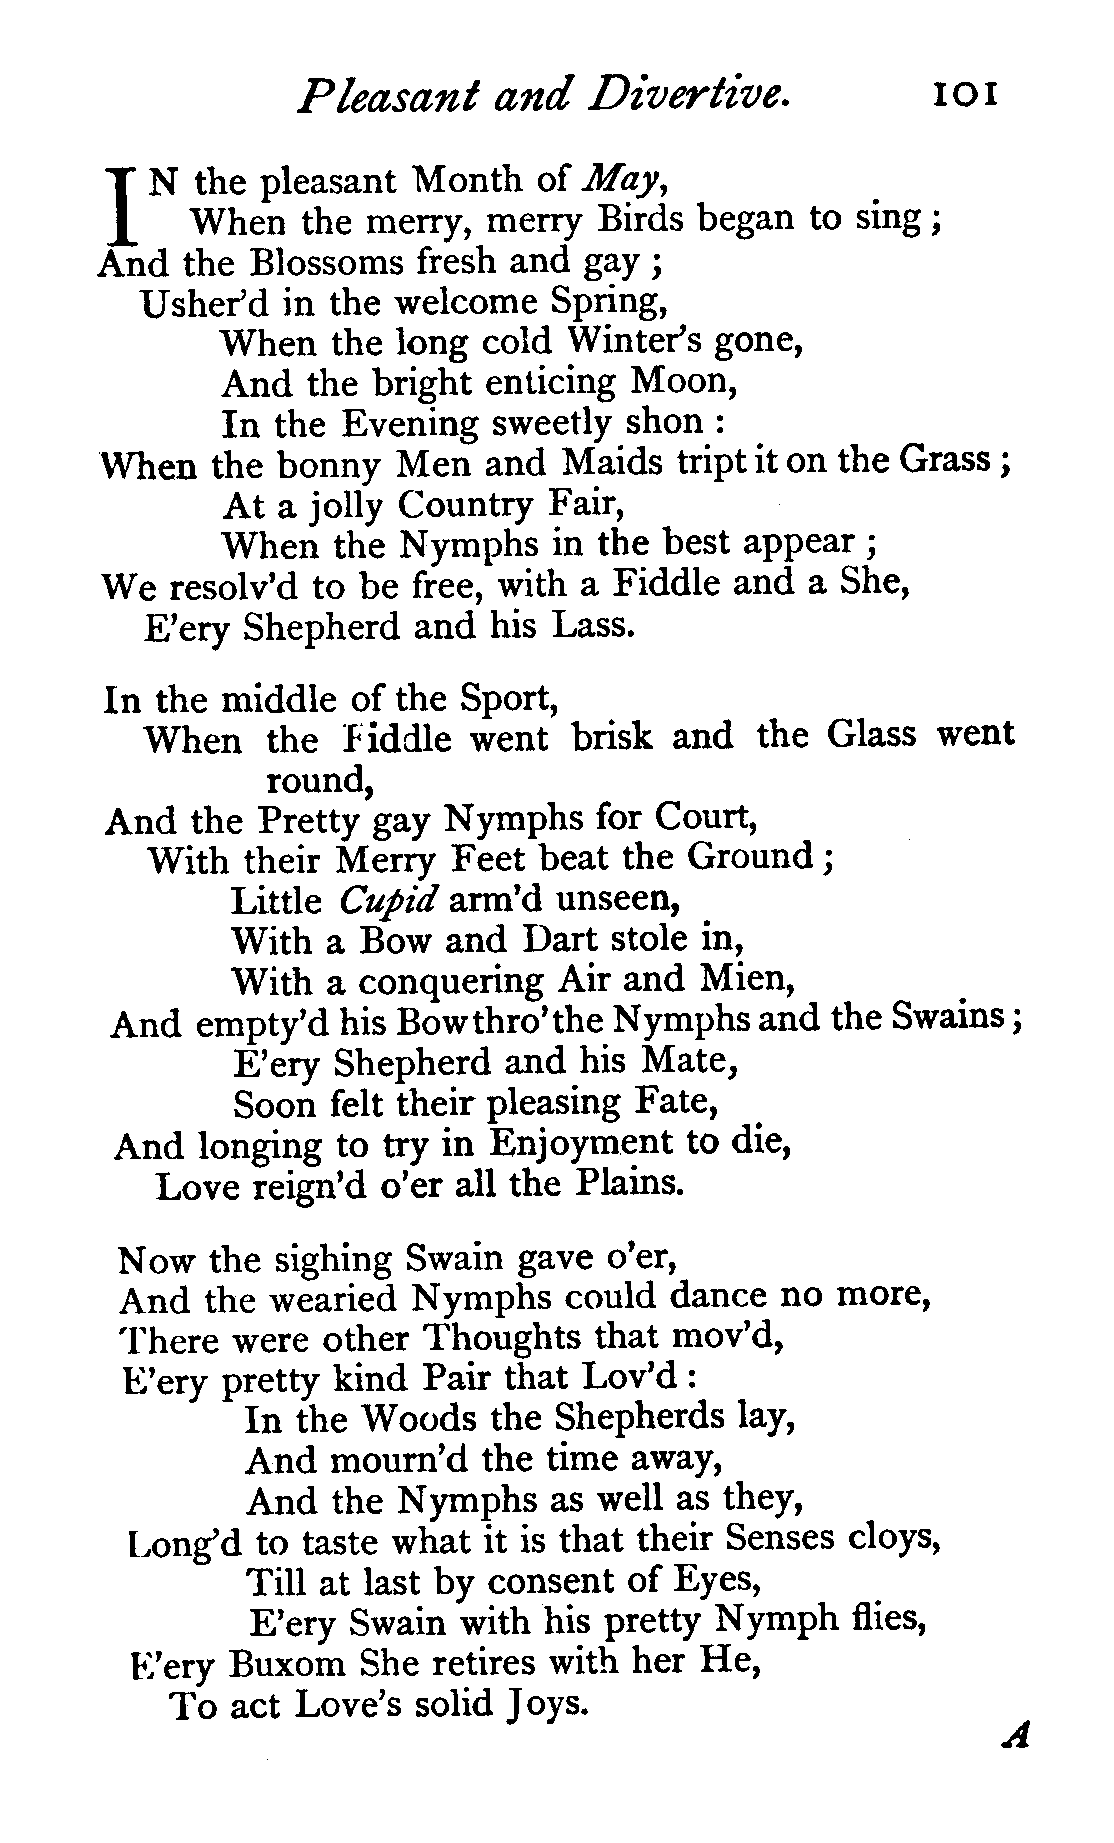 Pleasant and Divertive. 101
IN the pleasant Month of May,
When the merry, merry Birds began to sing ;
And the Blossoms fresh and gay ;
Usher'd in the welcome Spring,
When the long cold Winter's gone,
And the bright enticing Moon,
In the Evening sweetly shon :
When the bonny Men and Maids tript it on the Grass ;
At a jolly Country Fair,
When the Nymphs in the best appear ;
We resolv'd to be free, with a Fiddle and a She,
E'ery Shepherd and his Lass.
In the middle of the Sport,
When the Fiddle went brisk and the Glass went
round,
And the Pretty gay Nymphs for Court,
With their Merry Feet beat the Ground ;
Little Cupid arm'd unseen,
With a Bow and Dart stole in,
With a conquering Air and Mien,
And empty'd his Bow thro' the Nymphs and the Swains ;
E'ery Shepherd and his Mate,
Soon felt their pleasing Fate,
And longing to try in Enjoyment to die,
Love reign'd o'er all the Plains.
Now the sighing Swain gave o'er,
And the wearied Nymphs could dance no more,
There were other Thoughts that mov'd,
E'ery pretty kind Pair that Lov'd :
In the Woods the Shepherds lay,
And mourn'd the time away,
And the Nymphs as well as they,
Long'd to taste what it is that their Senses cloys,
Till at last by consent of Eyes,
E'ery Swain with his pretty Nymph flies,
E'ery Buxom She retires with her He,
To act Love's solid Joys.
A